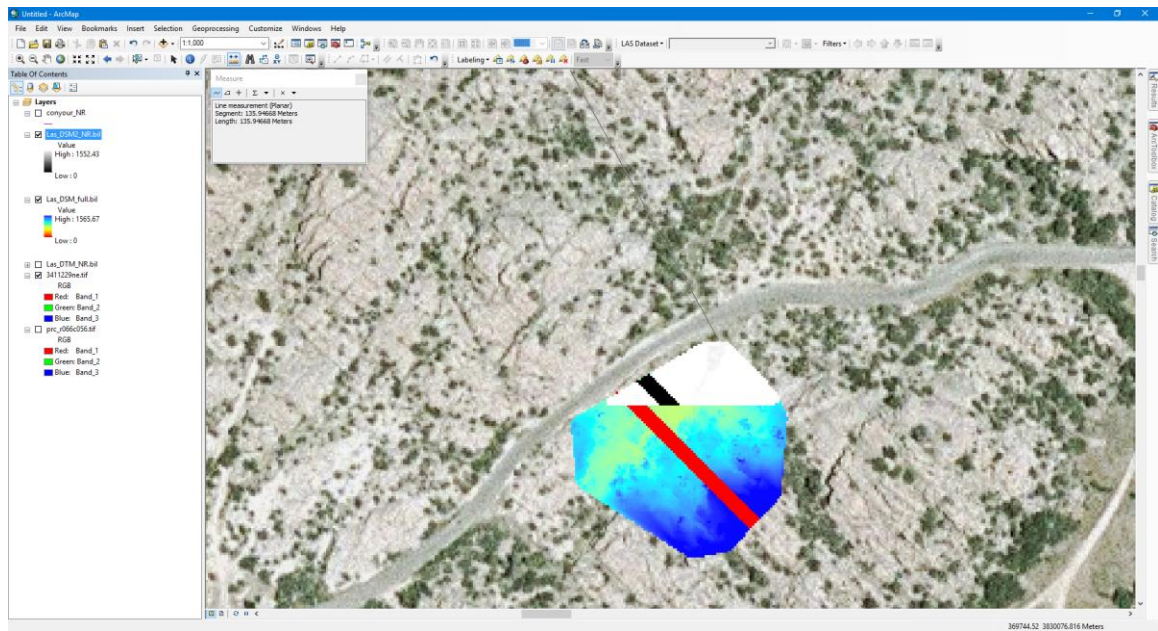 Untitled - ArcMap
File Edit View Bookmarks Insert Selection Geoprocessing Customize Windows Help
1:1,000
LAS Dataset
Filters
Labeling
Fast
Table Of Contents
Layers
conyour_NR
Las_DSM2_NR.bil
Value
High : 1552.43
Low : 0
Las_DSM_full.bil
Value
High : 1565.67
Low : 0
Las_DTM_NR.bil
3411229ne.tif
RGB
Red: Band_1
Green: Band_2
Blue: Band_3
prc_r066c056.tif
RGB
Red: Band_1
Green: Band_2
Blue: Band_3
Measure
Line measurement (Planar)
Segment: 135.94668 Meters
Length: 135.94668 Meters
Results
ArcToolbox
Catalog
Search
369744.52 3830076.816 Meters